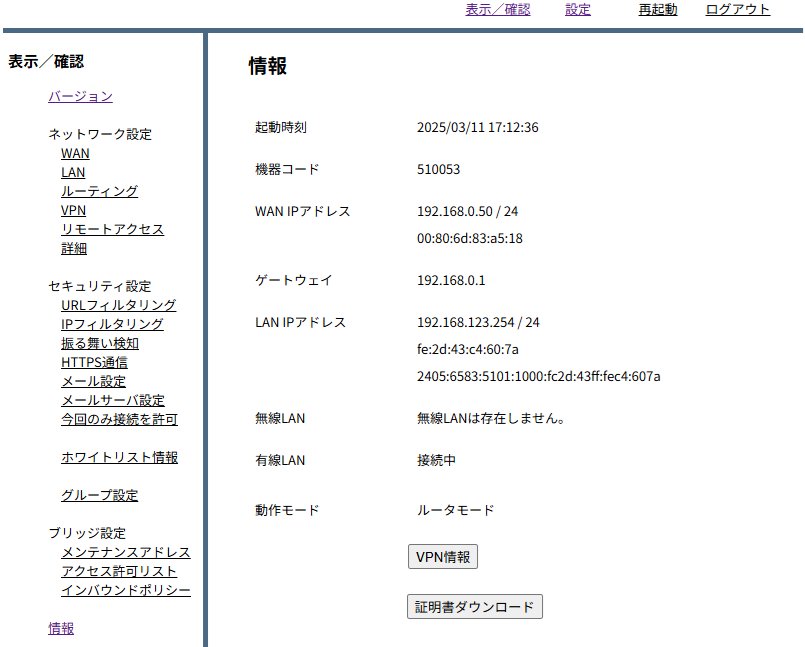 表示／確認 設定 再起動 ログアウト
表示／確認
バージョン
ネットワーク設定
WAN
LAN
ルーティング
VPN
リモートアクセス
詳細
セキュリティ設定
URLフィルタリング
IPフィルタリング
振る舞い検知
HTTPS通信
メール設定
メールサーバ設定
今回のみ接続を許可
ホワイトリスト情報
グループ設定
ブリッジ設定
メンテナンスアドレス
アクセス許可リスト
インバウンドポリシー
情報
情報
起動時刻 2025/03/11 17:12:36
機器コード 510053
WAN IPアドレス 192.168.0.50 / 24
00:80:6d:83:a5:18
ゲートウェイ 192.168.0.1
LAN IPアドレス 192.168.123.254 / 24
fe:2d:43:c4:60:7a
2405:6583:5101:1000:fc2d:43ff:fec4:607a
無線LAN 無線LANは存在しません。
有線LAN 接続中
動作モード ルータモード
VPN情報
証明書ダウンロード